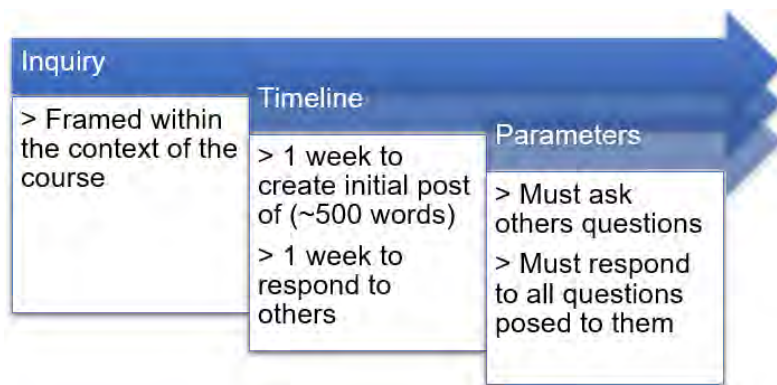 Inquiry
> Framed within
the context of the
course
Timeline
> 1 week to
create initial post
of (~500 words)
> 1 week to
respond to
others
Parameters
> Must ask
others questions
> Must respond
to all questions
posed to them